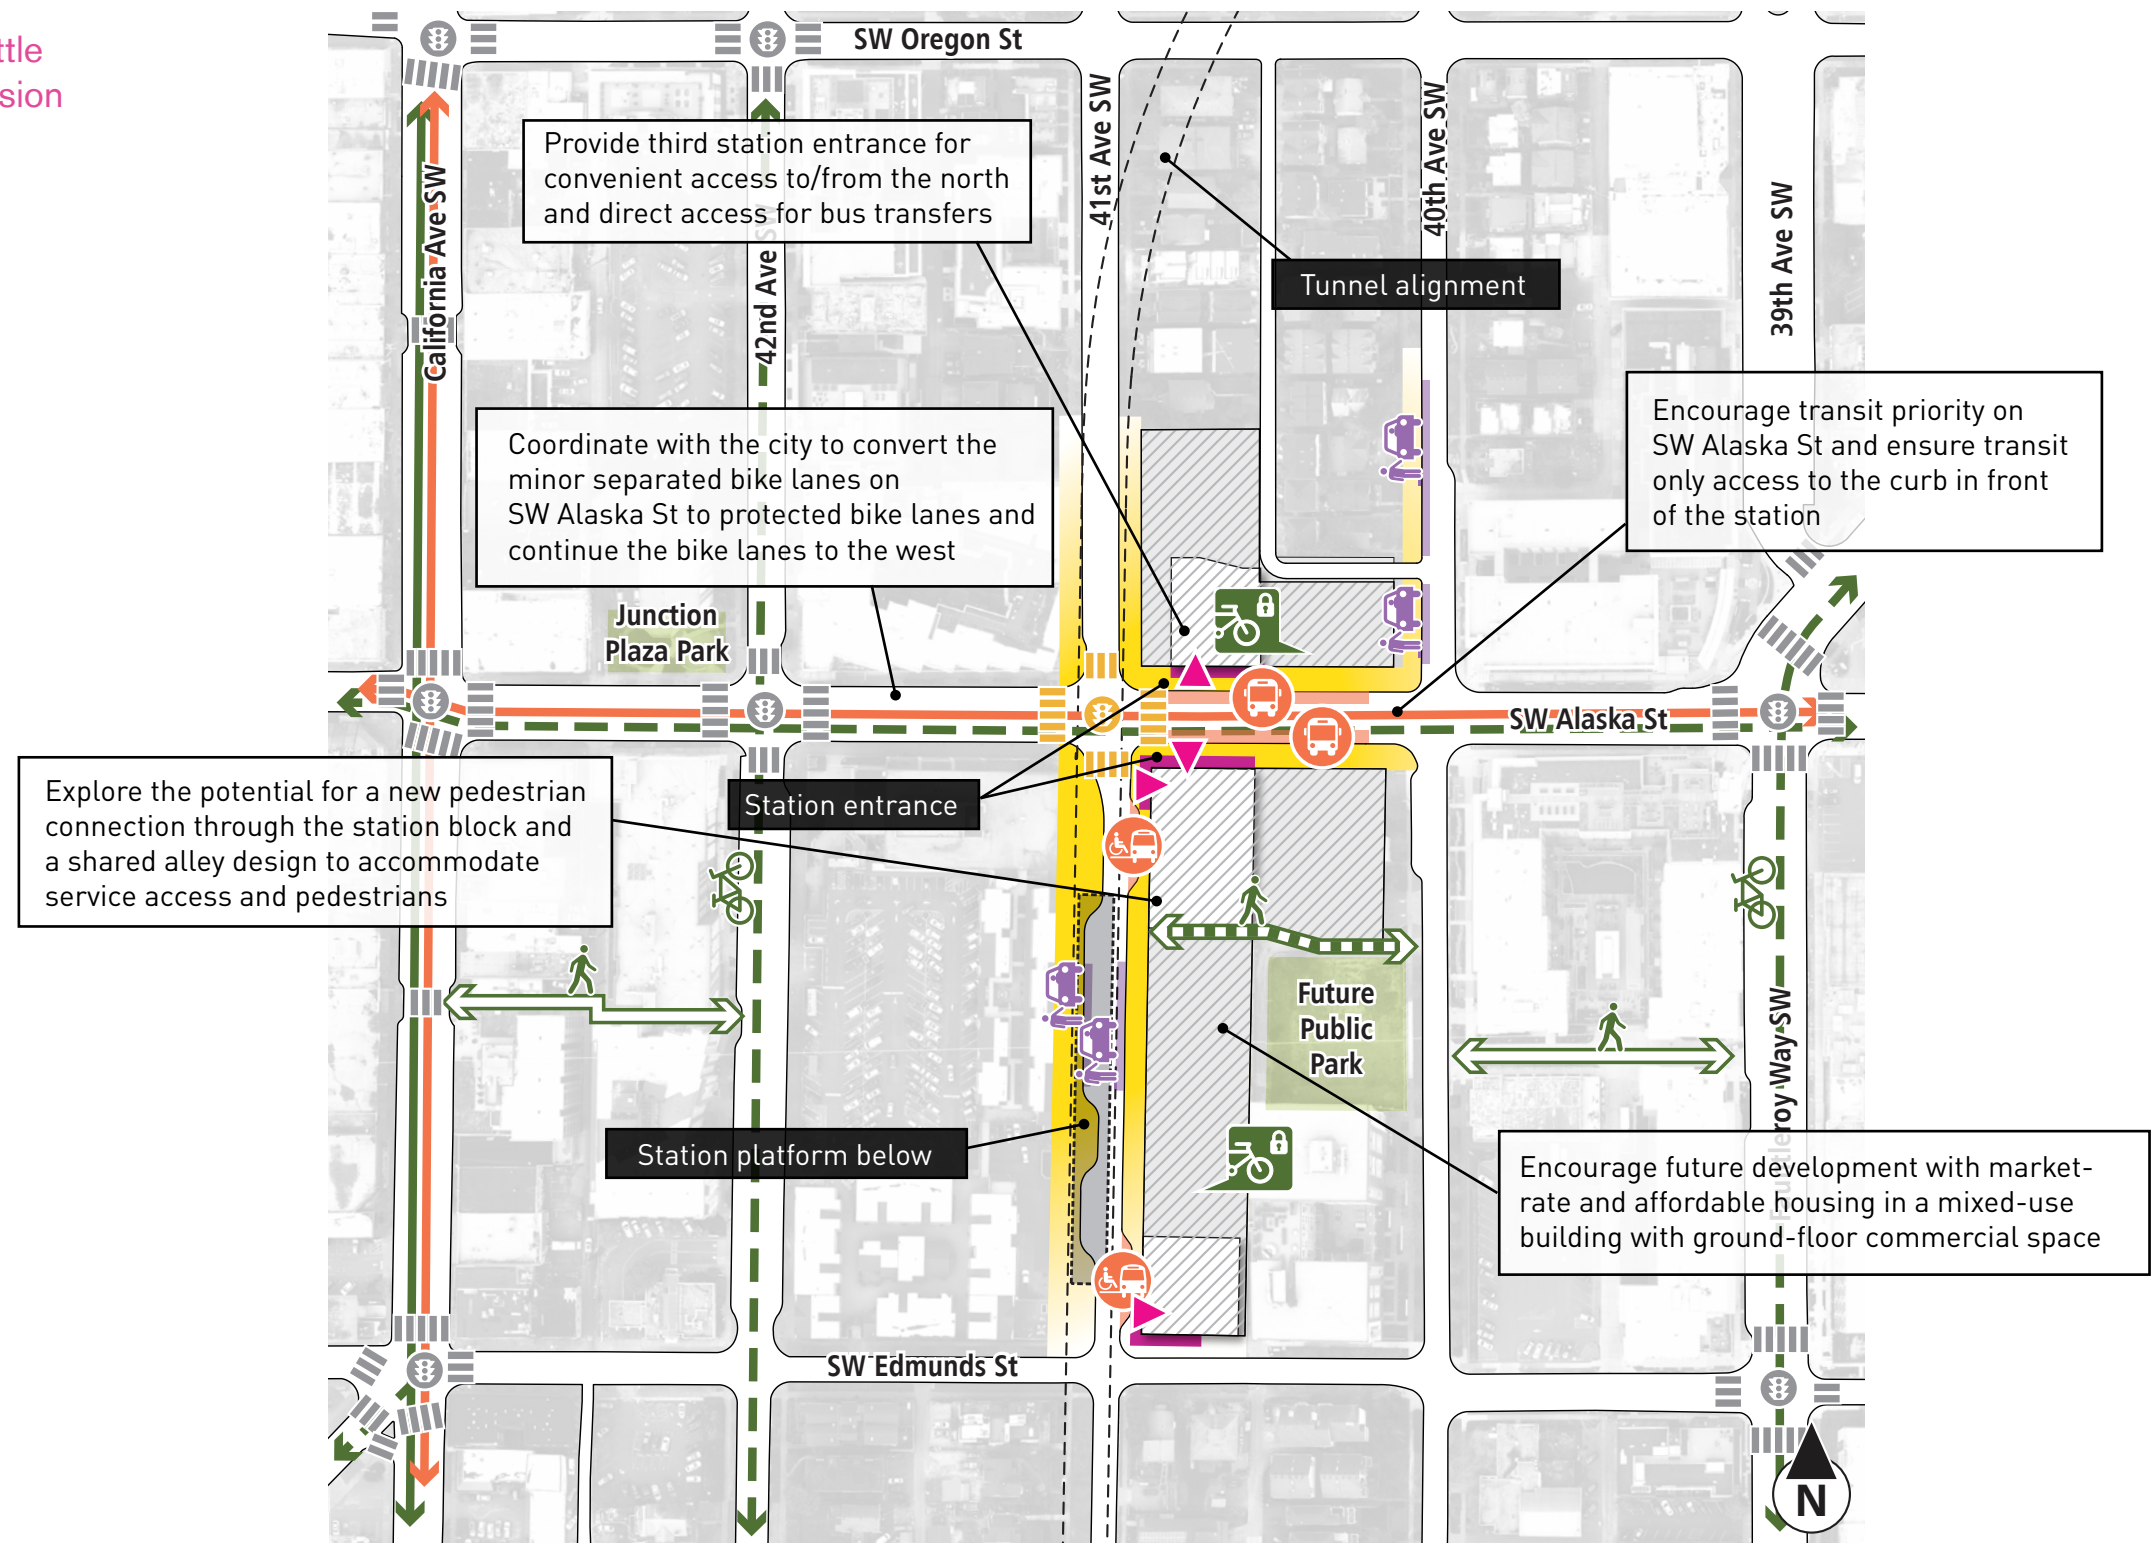 ttle
sion
SW Oregon St
41st Ave SW
40th Ave SW
39th Ave SW
California Ave SW
42nd Ave SW
Provide third station entrance for
convenient access to/from the north
and direct access for bus transfers
Tunnel alignment
Coordinate with the city to convert the
minor separated bike lanes on
SW Alaska St to protected bike lanes and
continue the bike lanes to the west
Encourage transit priority on
SW Alaska St and ensure transit
only access to the curb in front
of the station
Junction
Plaza Park
SW Alaska St
Explore the potential for a new pedestrian
connection through the station block and
a shared alley design to accommodate
service access and pedestrians
Station entrance
Future
Public
Park
Fauntleroy Way SW
Station platform below
Encourage future development with market-
rate and affordable housing in a mixed-use
building with ground-floor commercial space
SW Edmunds St
N